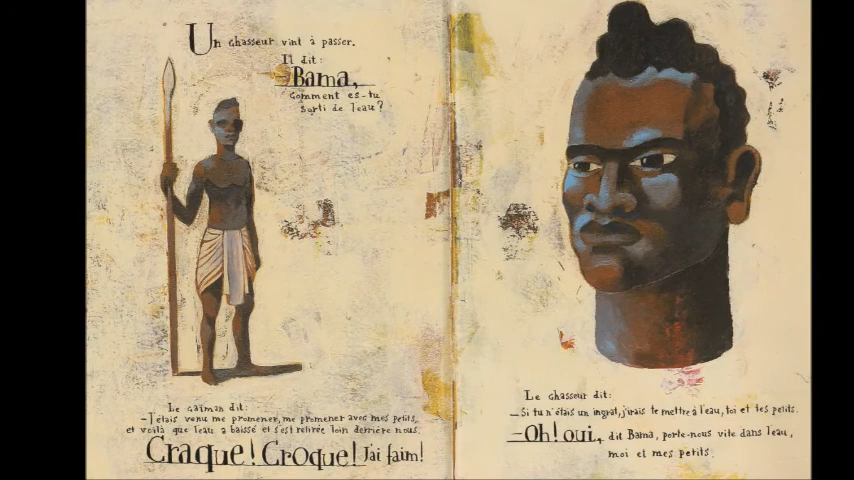 Un chasseur vint à passer.
Il dit :
—Bama,
comment es-tu
sorti de l'eau ?
Le caïman dit :
—J'étais venu me promener, me promener avec mes petits,
et voilà que l'eau a baissé et s'est retirée loin derrière nous.
Craque ! Croque ! J'ai faim !
Le chasseur dit :
—Si tu n'étais un ingrat, j'irais te mettre à l'eau, toi et tes petits.
—Oh ! oui, dit Bama, porte-nous vite dans l'eau,
moi et mes petits.